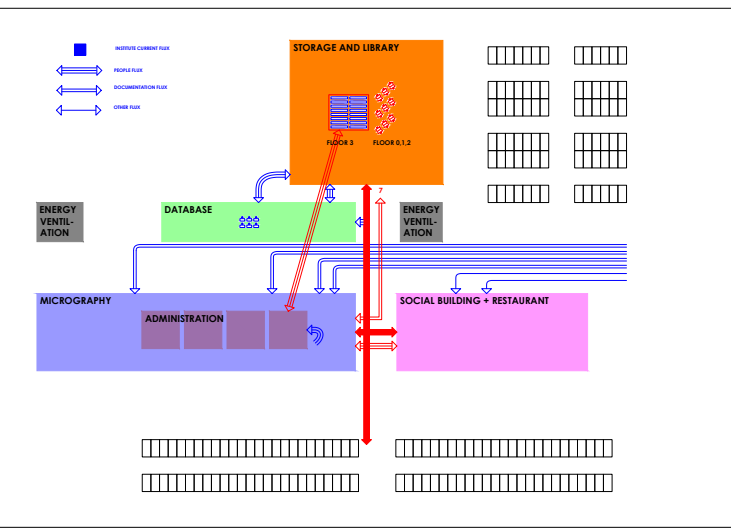 INSTITUTE CURRENT FLUX
PEOPLE FLUX
DOCUMENTATION FLUX
OTHER FLUX
STORAGE AND LIBRARY
FLOOR 3
FLOOR 0,1,2
7
ENERGY
VENTIL-
ATION
DATABASE
ENERGY
VENTIL-
ATION
MICROGRAPHY
ADMINISTRATION
SOCIAL BUILDING + RESTAURANT